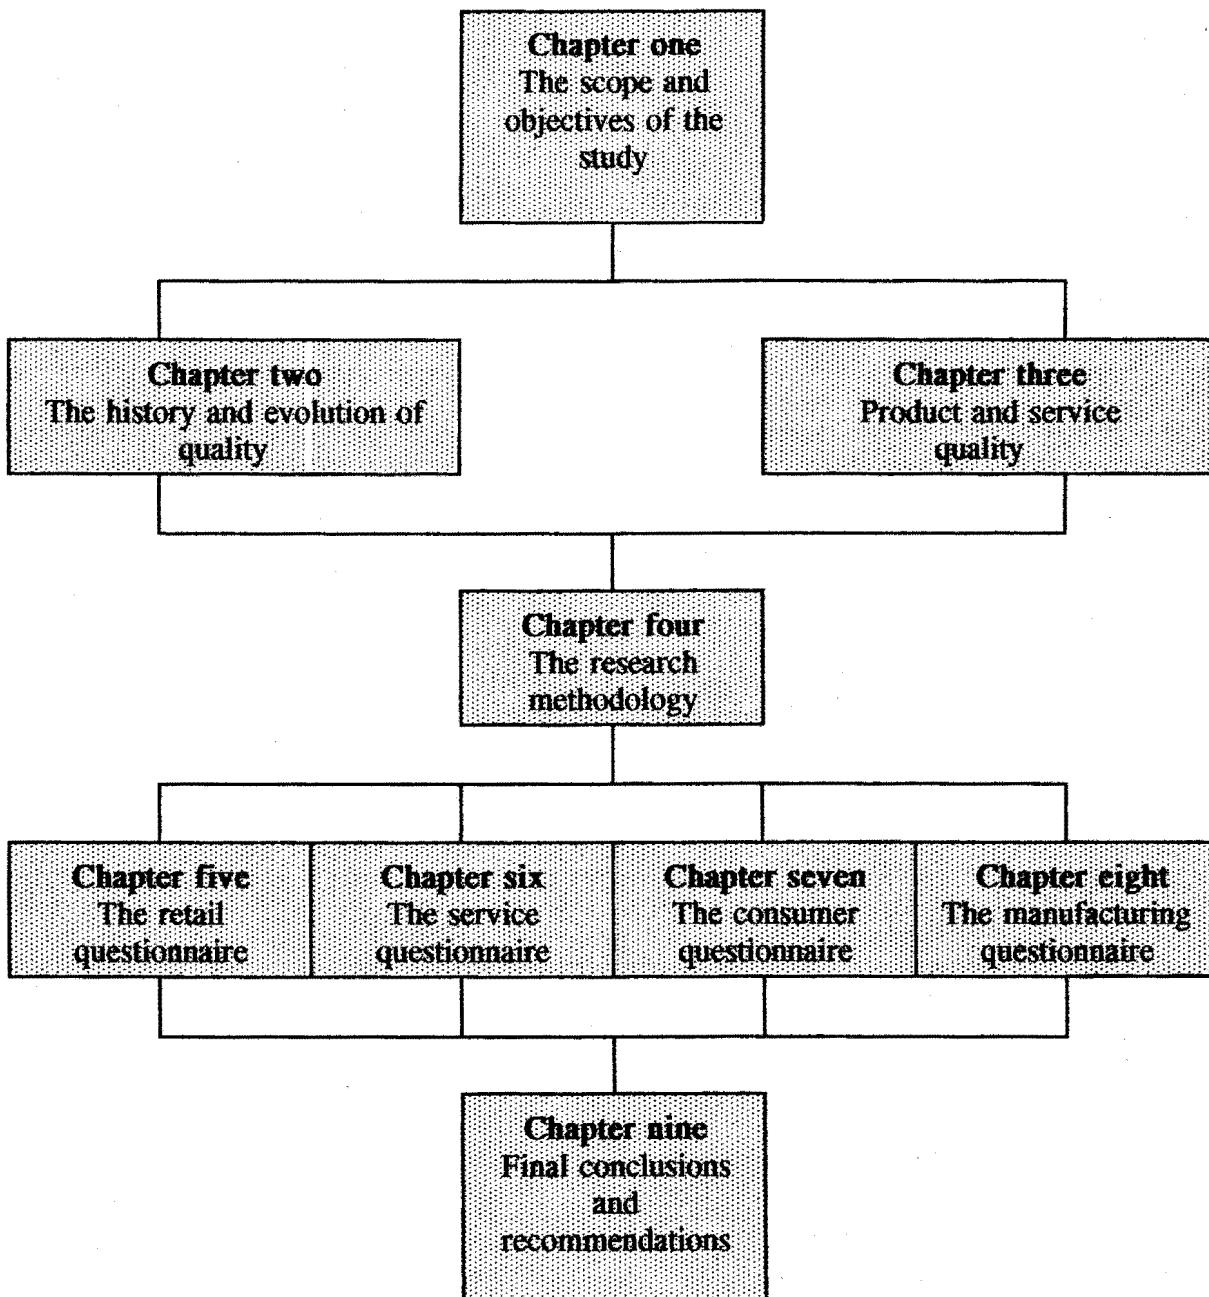 Chapter one
The scope and
objectives of the
study
Chapter two
The history and evolution of
quality
Chapter three
Product and service
quality
Chapter four
The research
methodology
Chapter five
The retail
questionnaire
Chapter six
The service
questionnaire
Chapter seven
The consumer
questionnaire
Chapter eight
The manufacturing
questionnaire
Chapter nine
Final conclusions
and
recommendations